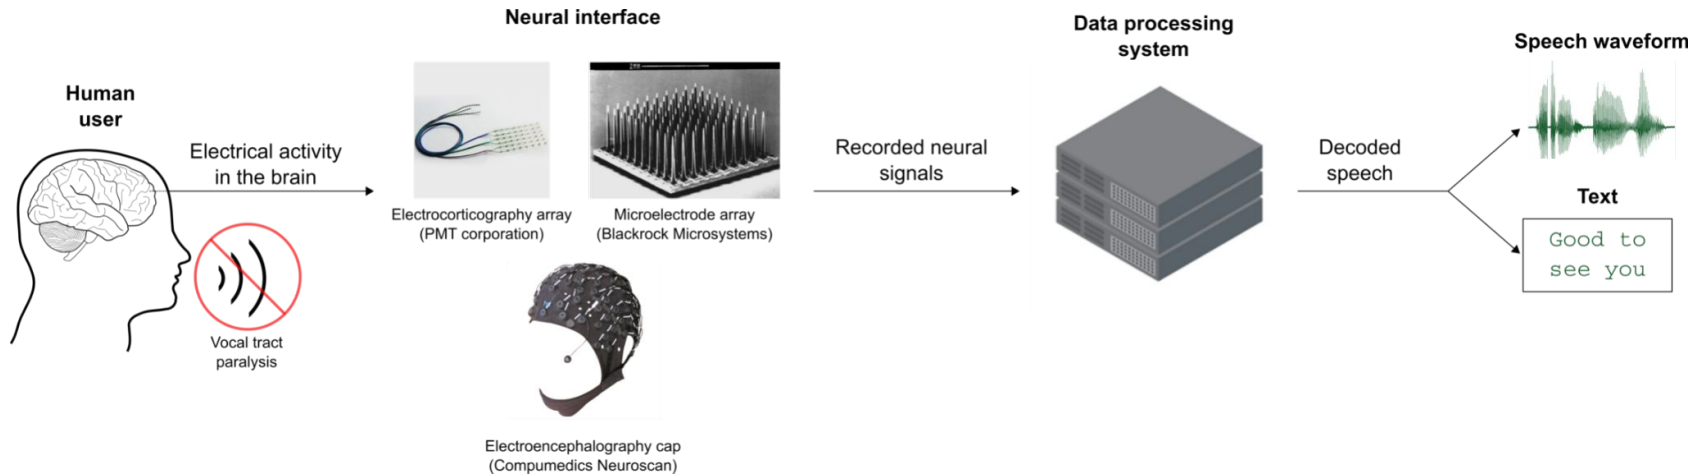 Neural interface
Data processing
system
Speech waveform
Human
user
Electrical activity
in the brain
Recorded neural
signals
Decoded
speech
Text
Electrocorticography array
(PMT corporation)
Microelectrode array
(Blackrock Microsystems)
Good to
see you
Vocal tract
paralysis
Electroencephalography cap
(Compumedics Neuroscan)